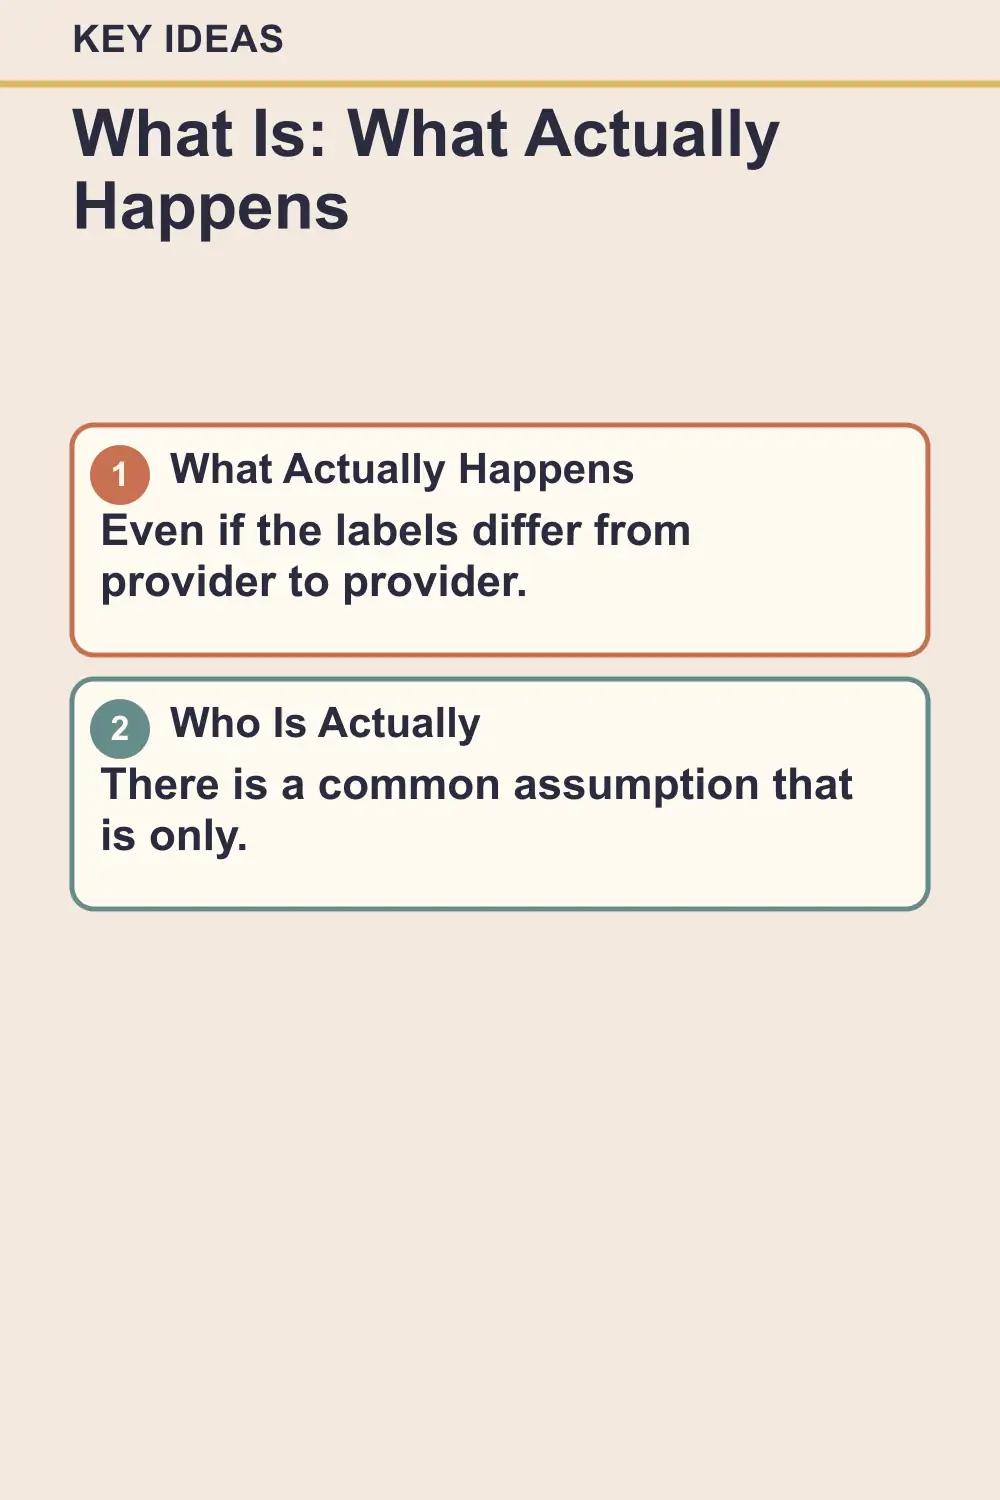 KEY IDEAS
What Is: What Actually
Happens
1 What Actually Happens
Even if the labels differ from
provider to provider.
2 Who Is Actually
There is a common assumption that
is only.